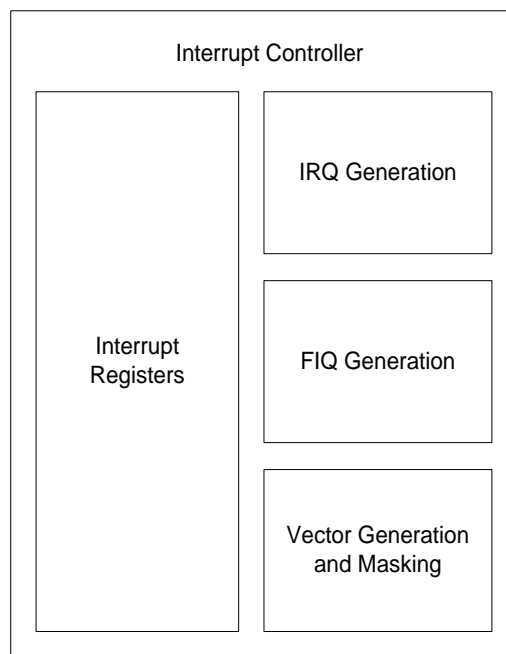 Interrupt Controller
Interrupt
Registers
IRQ Generation
FIQ Generation
Vector Generation
and Masking